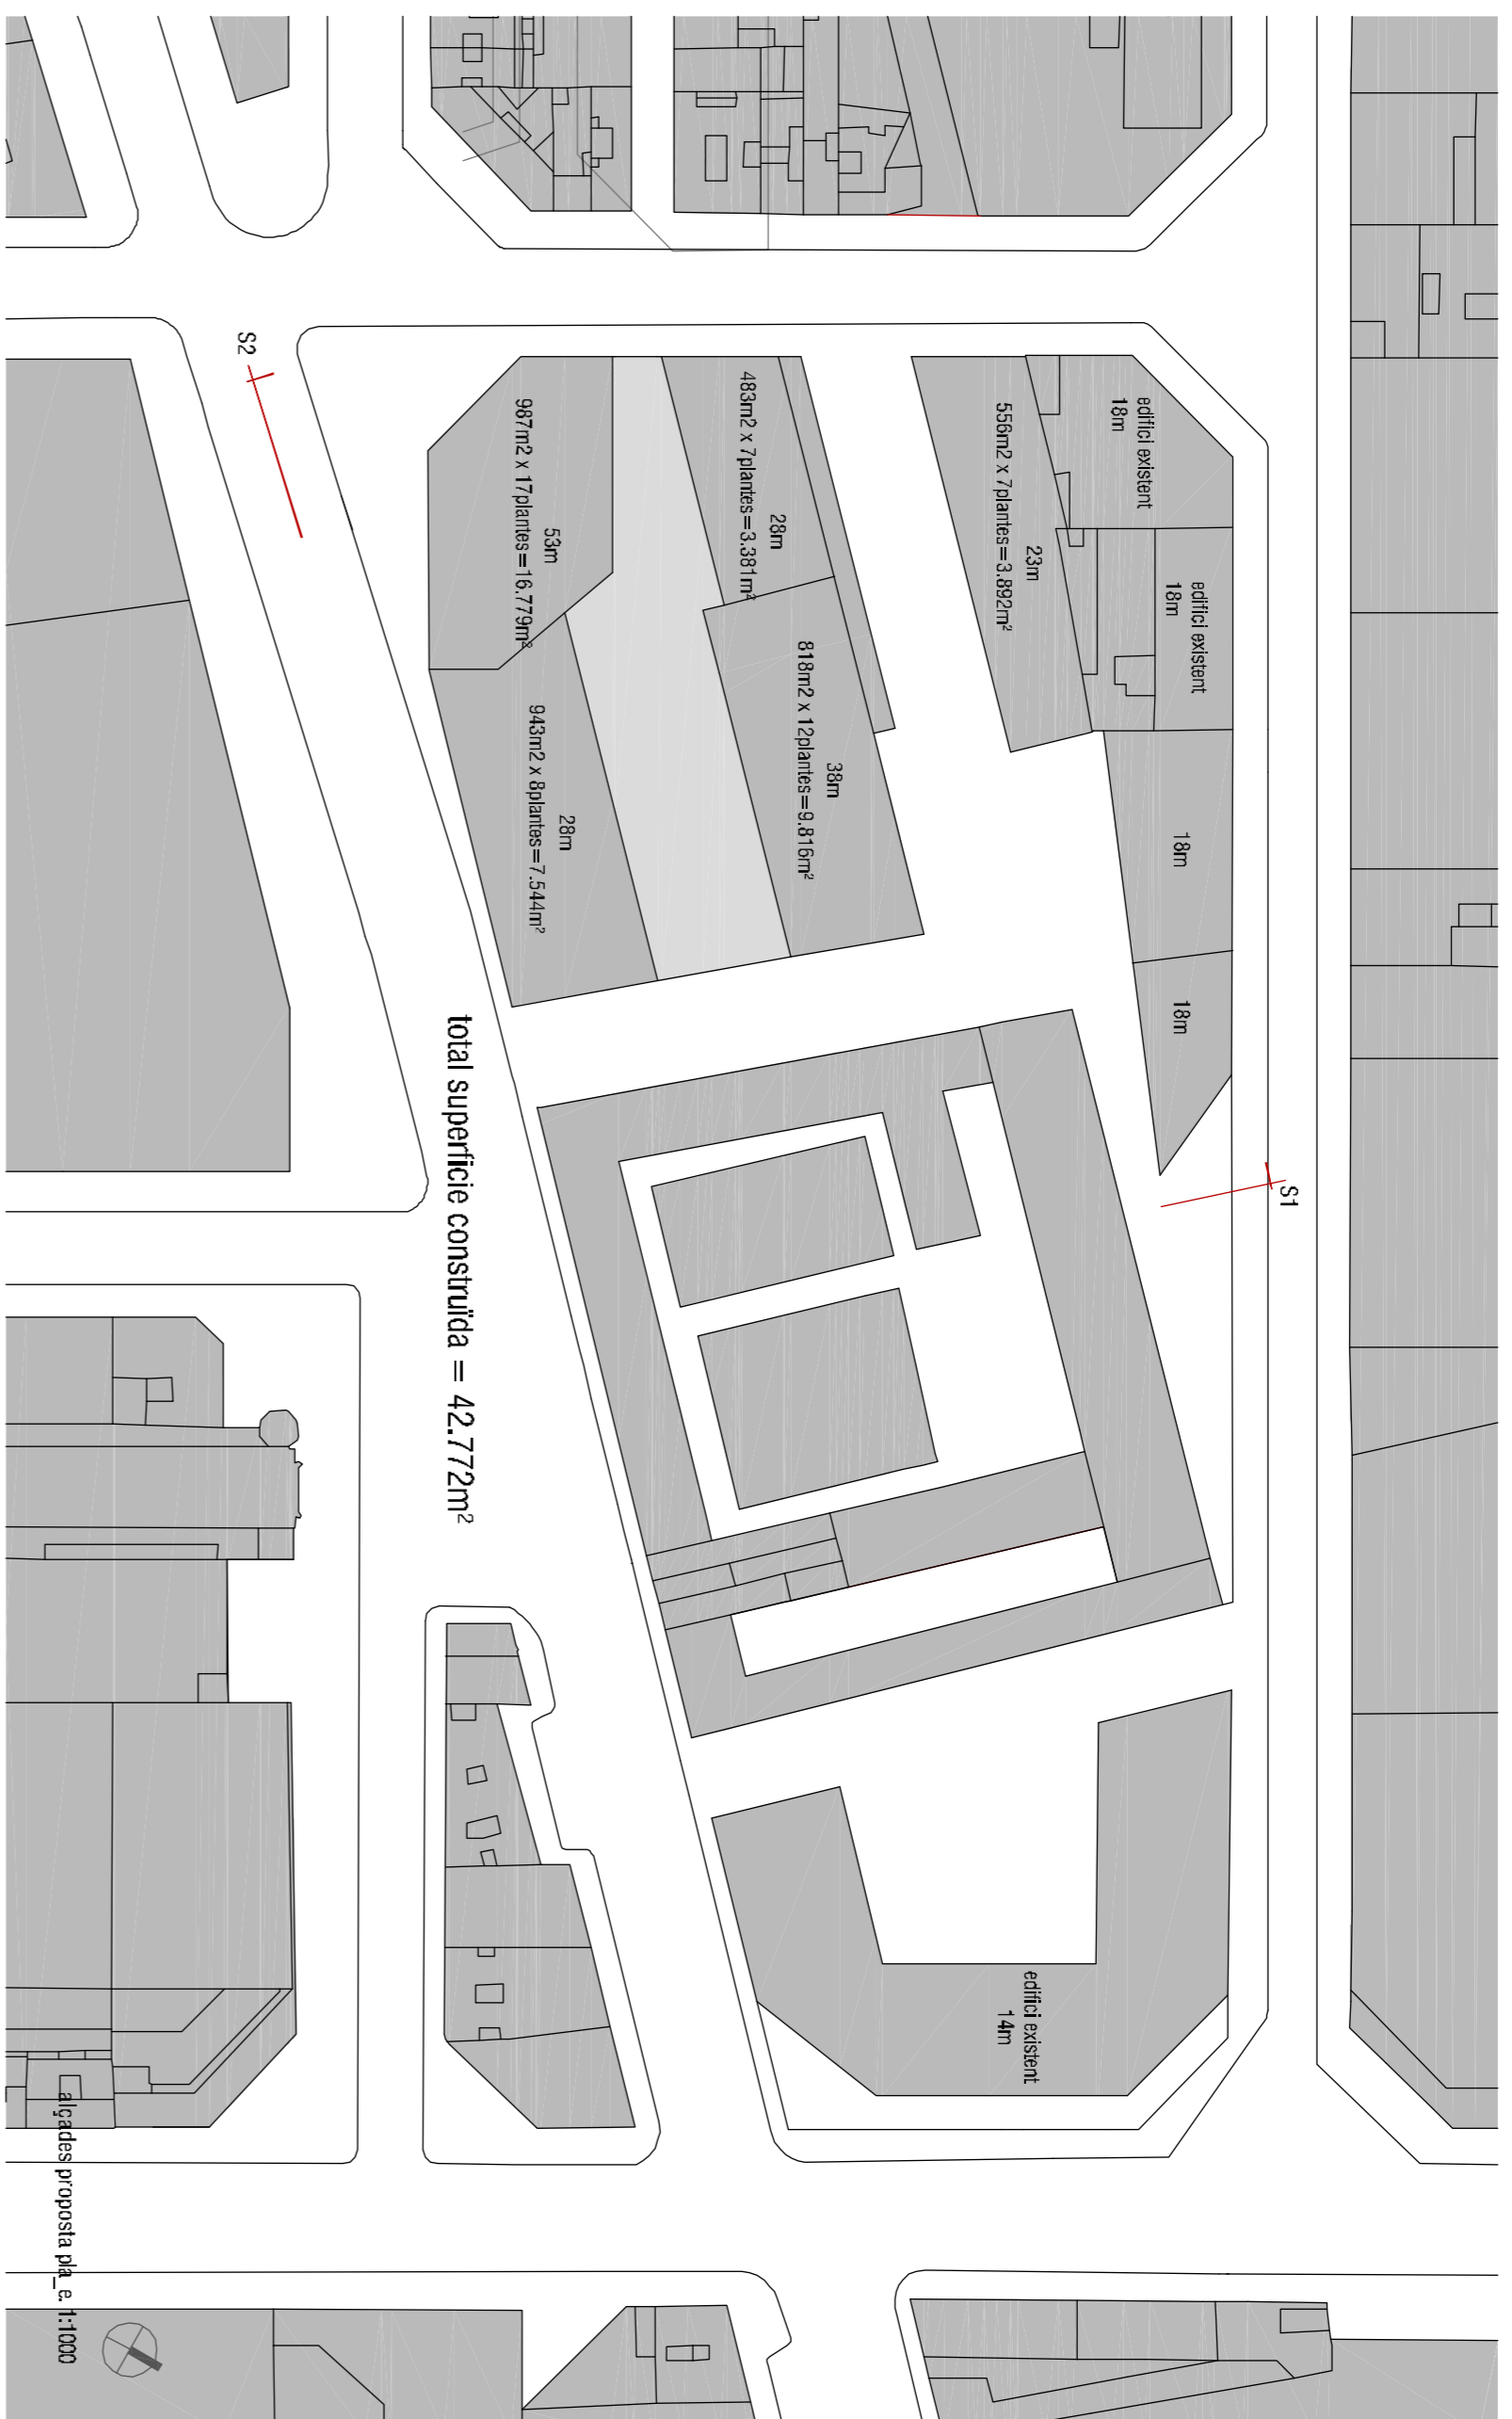 S2
987m2 x 17plantes=16.779m²
53m
483m2 x 7plantes=3.381m²
28m
556m2 x 7plantes=3.892m²
23m
edifici existent
18m
edifici existent
18m
943m2 x 8plantes=7.544m²
28m
818m2 x 12plantes=9.816m²
38m
18m
18m
S1
total superficie construïda = 42.772m²
edifici existent
14m
alçades proposta pla_e. 1:1000